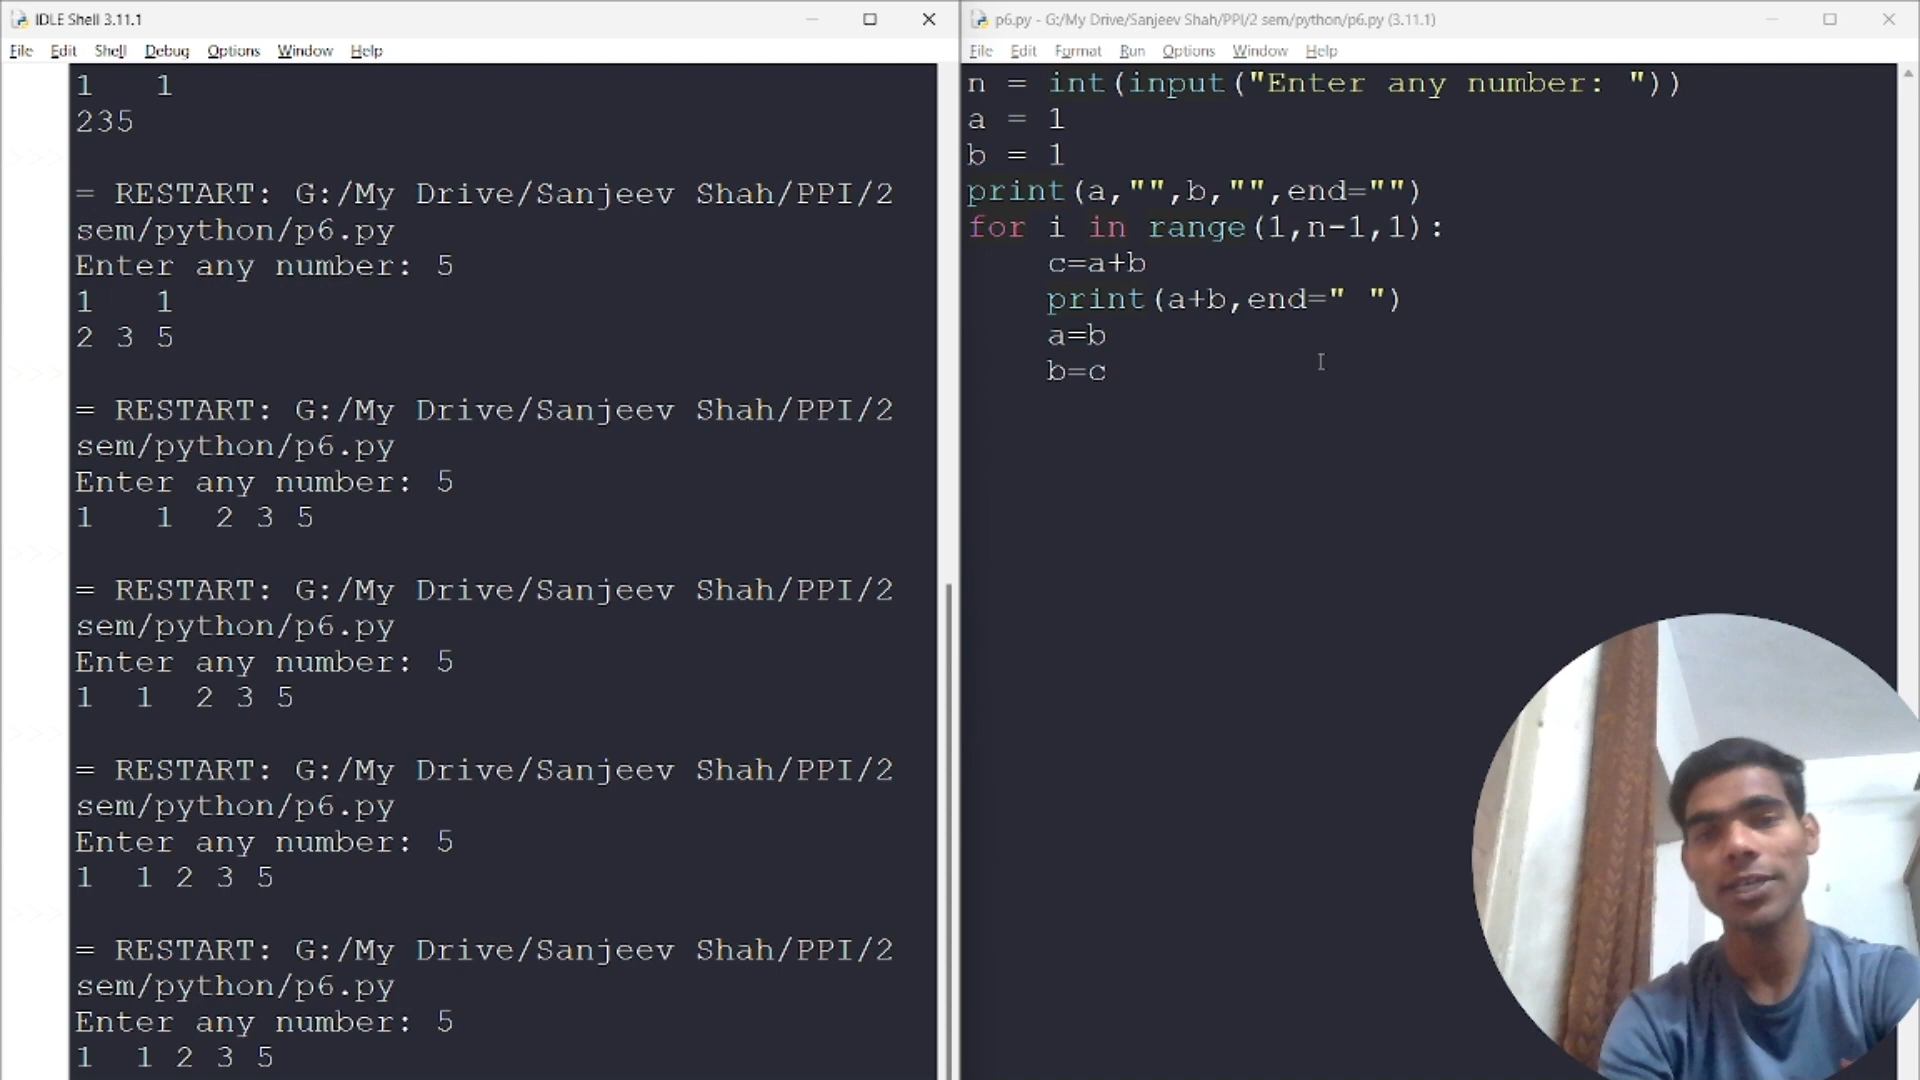 IDLE Shell 3.11.1
File Edit Shell Debug Options Window Help
1   1
235
>>>
= RESTART: G:/My Drive/Sanjeev Shah/PPI/2
sem/python/p6.py
Enter any number: 5
1   1
2 3 5
>>>
= RESTART: G:/My Drive/Sanjeev Shah/PPI/2
sem/python/p6.py
Enter any number: 5
1   1  2 3 5
>>>
= RESTART: G:/My Drive/Sanjeev Shah/PPI/2
sem/python/p6.py
Enter any number: 5
1  1  2 3 5
>>>
= RESTART: G:/My Drive/Sanjeev Shah/PPI/2
sem/python/p6.py
Enter any number: 5
1  1 2 3 5
>>>
= RESTART: G:/My Drive/Sanjeev Shah/PPI/2
sem/python/p6.py
Enter any number: 5
1  1 2 3 5
p6.py - G:/My Drive/Sanjeev Shah/PPI/2 sem/python/p6.py (3.11.1)
File Edit Format Run Options Window Help
n = int(input("Enter any number: "))
a = 1
b = 1
print(a,"",b,"",end="")
for i in range(1,n-1,1):
    c=a+b
    print(a+b,end=" ")
    a=b
    b=c